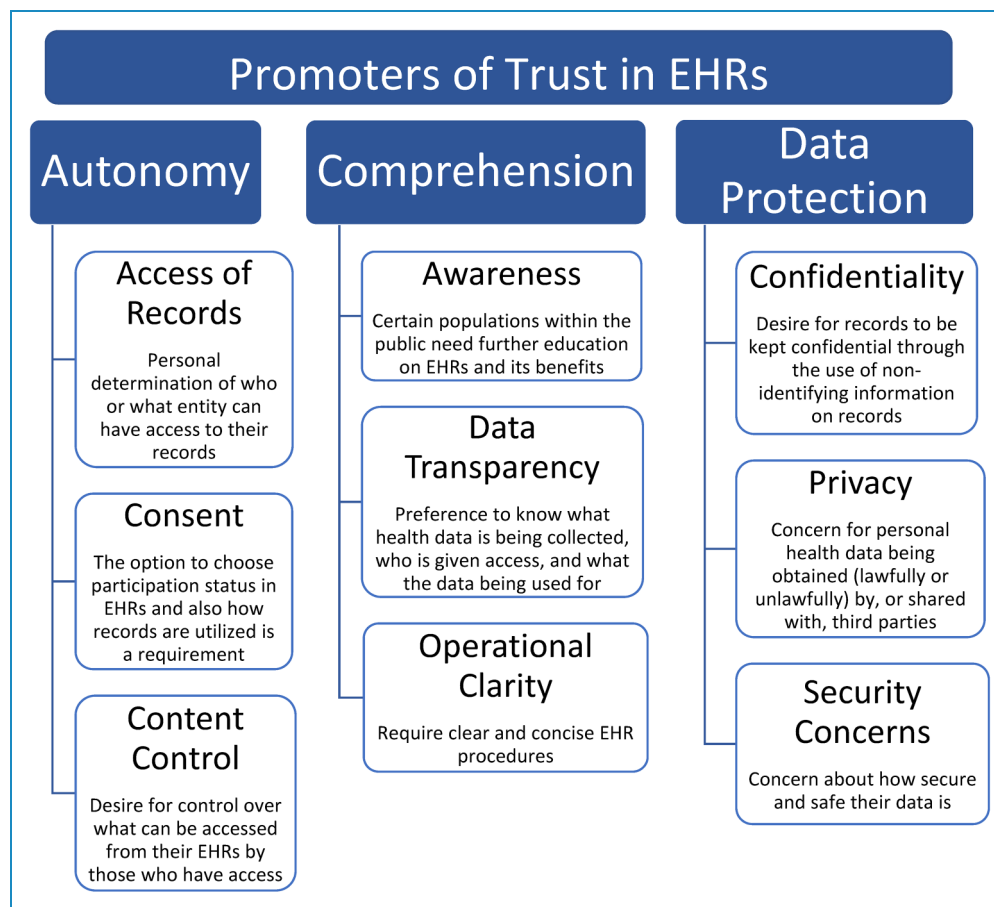 Promoters of Trust in EHRs
Autonomy
Access of
Records
Personal
determination of who
or what entity can
have access to their
records
Consent
The option to choose
participation status in
EHRs and also how
records are utilized is
a requirement
Content
Control
Desire for control over
what can be accessed
from their EHRs by
those who have access
Comprehension
Awareness
Certain populations within the
public need further education
on EHRs and its benefits
Data
Transparency
Preference to know what
health data is being collected,
who is given access, and what
the data being used for
Operational
Clarity
Require clear and concise EHR
procedures
Data
Protection
Confidentiality
Desire for records to be
kept confidential through
the use of non-
identifying information
on records
Privacy
Concern for personal
health data being
obtained (lawfully or
unlawfully) by, or shared
with, third parties
Security
Concerns
Concern about how secure
and safe their data is